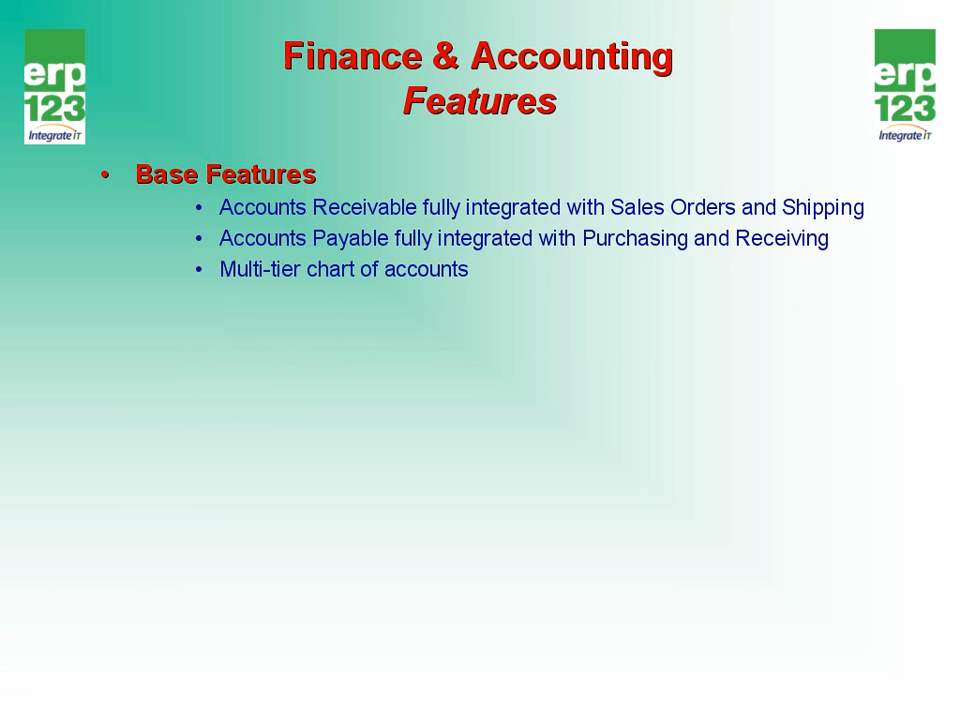 Finance & Accounting
Features
erp
123
Integrate iT
erp
123
Integrate iT
• Base Features
• Accounts Receivable fully integrated with Sales Orders and Shipping
• Accounts Payable fully integrated with Purchasing and Receiving
• Multi-tier chart of accounts